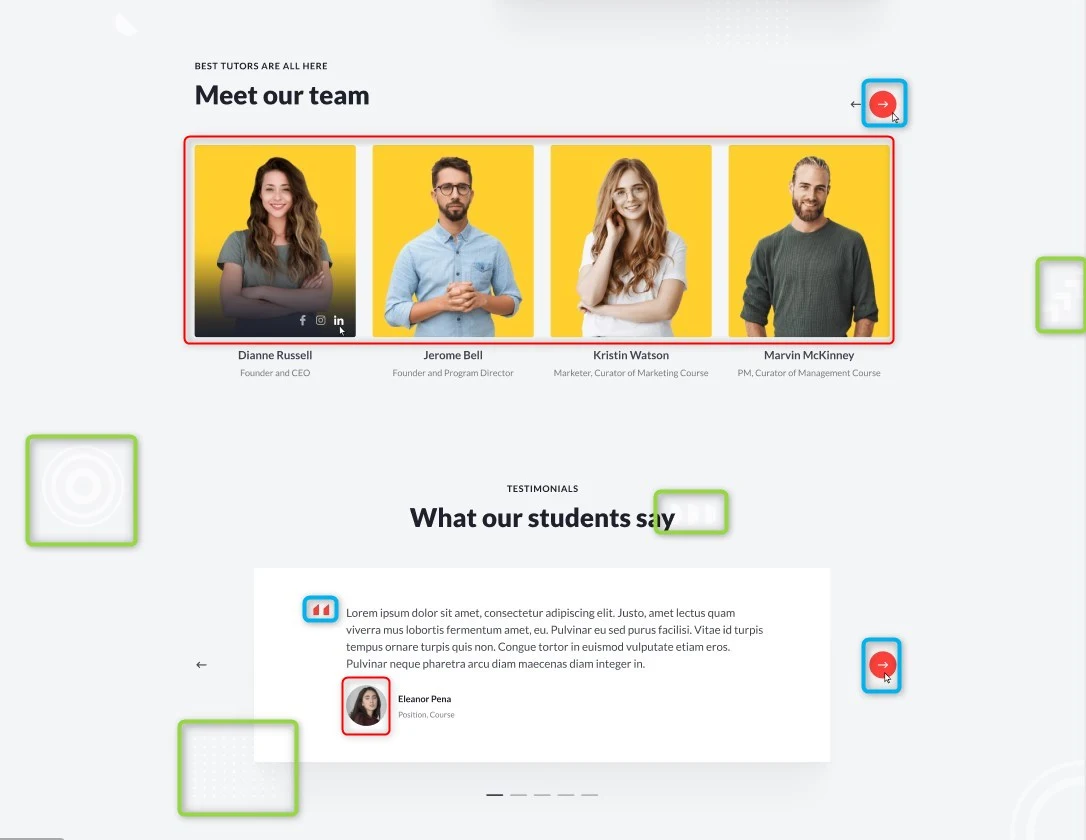 BEST TUTORS ARE ALL HERE
Meet our team
Dianne Russell
Founder and CEO
Jerome Bell
Founder and Program Director
Kristin Watson
Marketer, Curator of Marketing Course
Marvin McKinney
PM, Curator of Management Course
TESTIMONIALS
What our students say
Lorem ipsum dolor sit amet, consectetur adipiscing elit. Justo, amet lectus quam
viverra mus lobortis fermentum amet, eu. Pulvinar eu sed purus facilisi. Vitae id turpis
tempus ornare turpis quis non. Congue tortor in euismod vulputate etiam eros.
Pulvinar neque pharetra arcu diam maecenas diam integer in.
Eleanor Pena
Position, Course